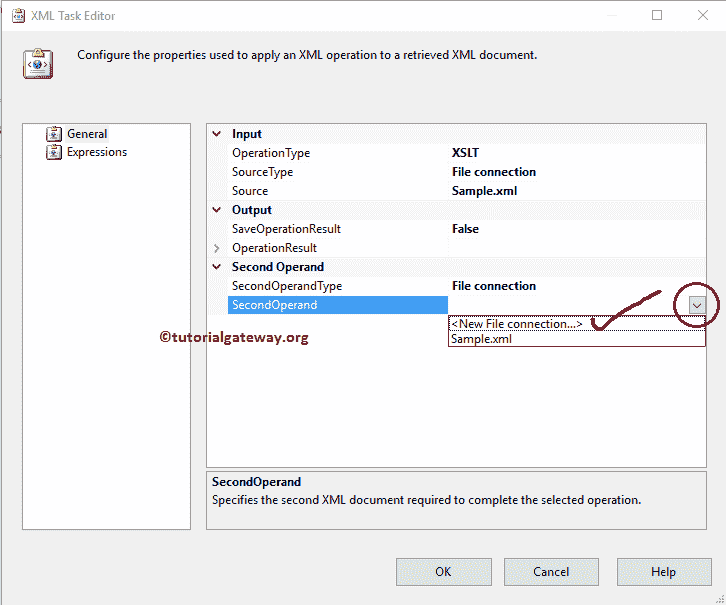 XML Task Editor
Configure the properties used to apply an XML operation to a retrieved XML document.
General
Expressions
Input
OperationType XSLT
SourceType File connection
Source Sample.xml
Output
SaveOperationResult False
OperationResult
Second Operand
SecondOperandType File connection
SecondOperand
<New File connection...>
Sample.xml
©tutorialgateway.org
SecondOperand
Specifies the second XML document required to complete the selected operation.
OK Cancel Help